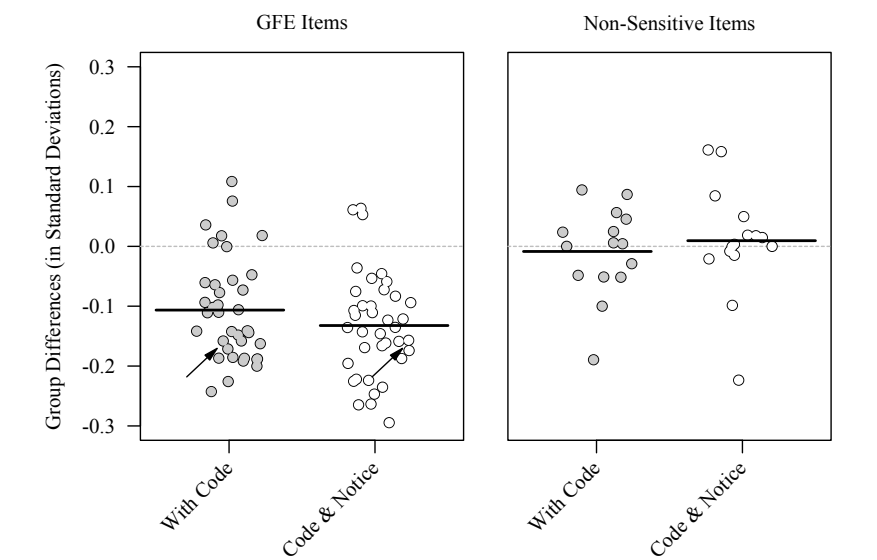 GFE Items
Non-Sensitive Items
Group Differences (in Standard Deviations)
0.3
0.2
0.1
0.0
-0.1
-0.2
-0.3
With Code
Code & Notice
With Code
Code & Notice